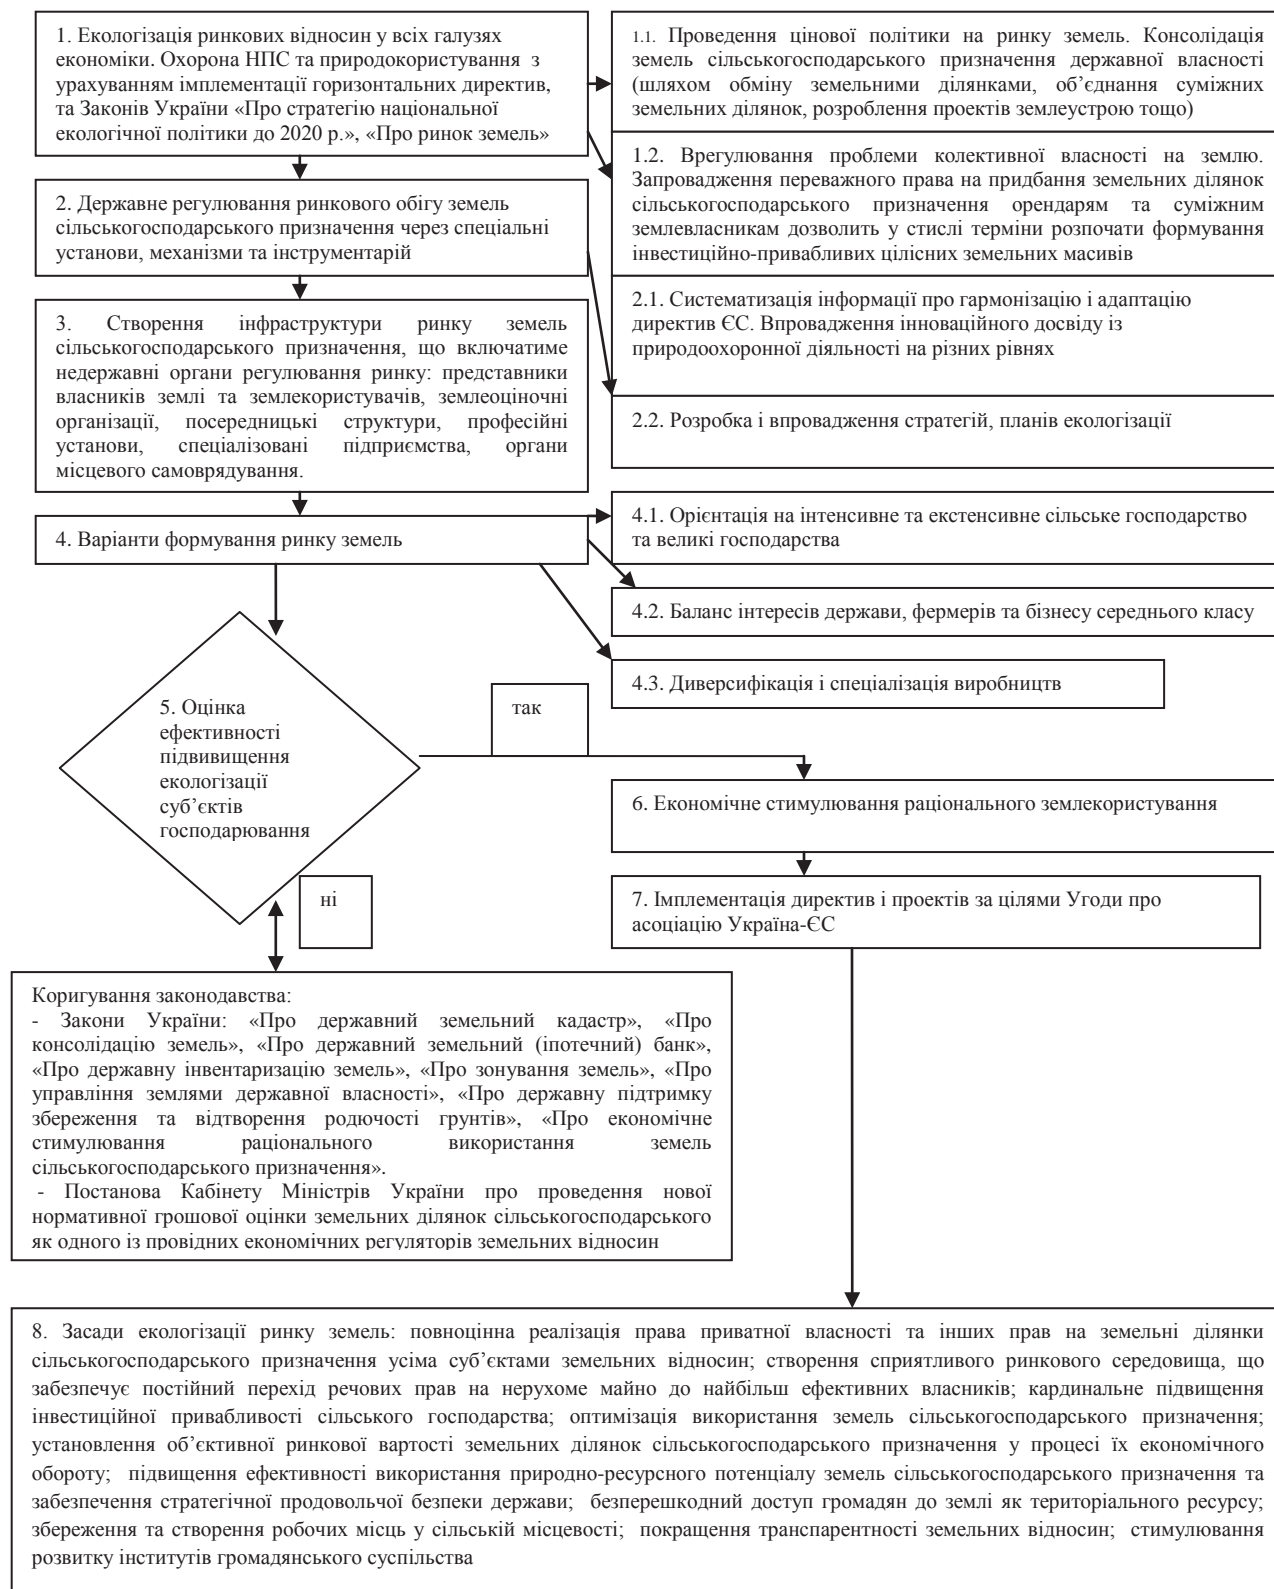 1. Екологізація ринкових відносин у всіх галузях
економіки. Охорона НПС та природокористування з
урахуванням імплементації горизонтальних директив,
та Законів України «Про стратегію національної
екологічної політики до 2020 р.», «Про ринок земель»
1.1. Проведення цінової політики на ринку земель. Консолідація
земель сільськогосподарського призначення державної власності
(шляхом обміну земельними ділянками, об’єднання суміжних
земельних ділянок, розроблення проектів землеустрою тощо)
1.2. Врегулювання проблеми колективної власності на землю.
Запровадження переважного права на придбання земельних ділянок
сільськогосподарського призначення орендарям та суміжним
землевласникам дозволить у стислі терміни розпочати формування
інвестиційно-привабливих цілісних земельних масивів
2. Державне регулювання ринкового обігу земель
сільськогосподарського призначення через спеціальні
установи, механізми та інструментарій
2.1. Систематизація інформації про гармонізацію і адаптацію
директив ЄС. Впровадження інноваційного досвіду із
природоохоронної діяльності на різних рівнях
2.2. Розробка і впровадження стратегій, планів екологізації
3. Створення інфраструктури ринку земель
сільськогосподарського призначення, що включатиме
недержавні органи регулювання ринку: представники
власників землі та землекористувачів, землеоціночні
організації, посередницькі структури, професійні
установи, спеціалізовані підприємства, органи
місцевого самоврядування.
4. Варіанти формування ринку земель
4.1. Орієнтація на інтенсивне та екстенсивне сільське господарство
та великі господарства
4.2. Баланс інтересів держави, фермерів та бізнесу середнього класу
4.3. Диверсифікація і спеціалізація виробництв
5. Оцінка
ефективності
підвивищення
екологізації
суб’єктів
господарювання
так
6. Економічне стимулювання раціонального землекористування
ні
7. Імплементація директив і проектів за цілями Угоди про
асоціацію Україна-ЄС
Коригування законодавства:
- Закони України: «Про державний земельний кадастр», «Про
консолідацію земель», «Про державний земельний (іпотечний) банк»,
«Про державну інвентаризацію земель», «Про зонування земель», «Про
управління землями державної власності», «Про державну підтримку
збереження та відтворення родючості грунтів», «Про економічне
стимулювання раціонального використання земель
сільськогосподарського призначення».
- Постанова Кабінету Міністрів України про проведення нової
нормативної грошової оцінки земельних ділянок сільськогосподарського
як одного із провідних економічних регуляторів земельних відносин
8. Засади екологізації ринку земель: повноцінна реалізація права приватної власності та інших прав на земельні ділянки
сільськогосподарського призначення усіма суб’єктами земельних відносин; створення сприятливого ринкового середовища, що
забезпечує постійний перехід речових прав на нерухоме майно до найбільш ефективних власників; кардинальне підвищення
інвестиційної привабливості сільського господарства; оптимізація використання земель сільськогосподарського призначення;
установлення об’єктивної ринкової вартості земельних ділянок сільськогосподарського призначення у процесі їх економічного
обороту; підвищення ефективності використання природно-ресурсного потенціалу земель сільськогосподарського призначення та
забезпечення стратегічної продовольчої безпеки держави; безперешкодний доступ громадян до землі як територіального ресурсу;
збереження та створення робочих місць у сільській місцевості; покращення транспарентності земельних відносин; стимулювання
розвитку інститутів громадянського суспільства